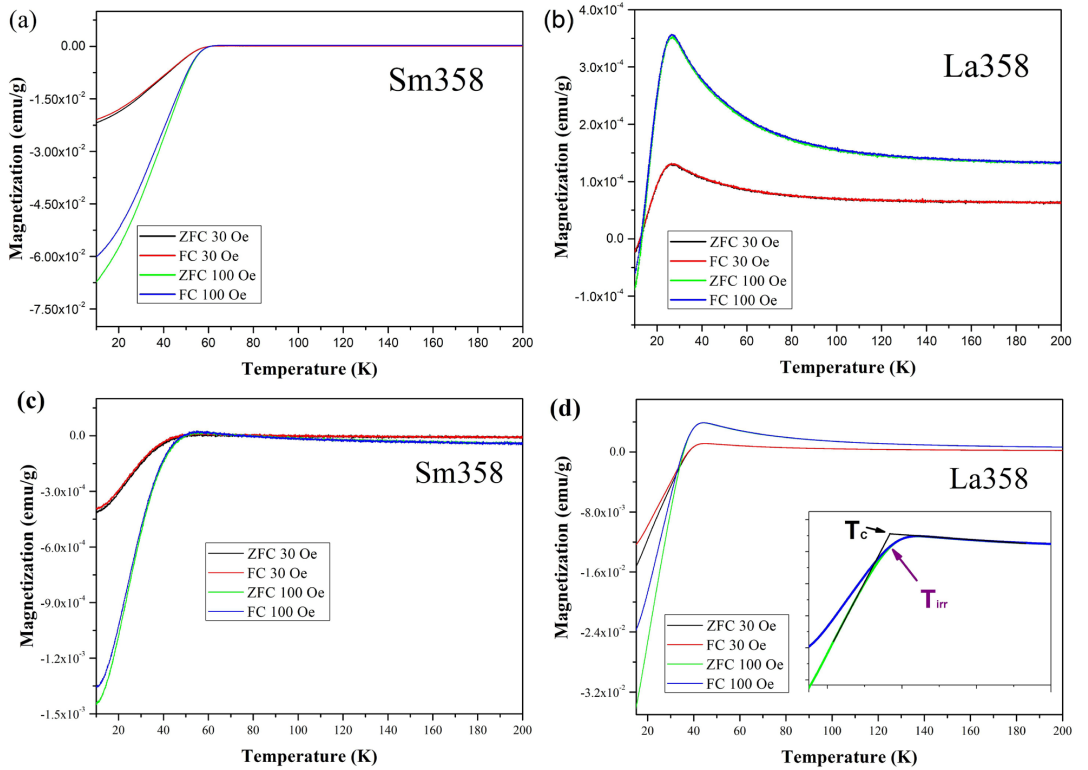 (a)
0.00
-1.50x10⁻²
-3.00x10⁻²
-4.50x10⁻²
-6.00x10⁻²
-7.50x10⁻²
Magnetization (emu/g)
Sm358
ZFC 30 Oe
FC 30 Oe
ZFC 100 Oe
FC 100 Oe
20 40 60 80 100 120 140 160 180 200
Temperature (K)
(b)
4.0x10⁻⁴
3.0x10⁻⁴
2.0x10⁻⁴
1.0x10⁻⁴
0.0
-1.0x10⁻⁴
Magnetization (emu/g)
La358
ZFC 30 Oe
FC 30 Oe
ZFC 100 Oe
FC 100 Oe
20 40 60 80 100 120 140 160 180 200
Temperature (K)
(c)
0.0
-3.0x10⁻⁴
-6.0x10⁻⁴
-9.0x10⁻⁴
-1.2x10⁻³
-1.5x10⁻³
Magnetization (emu/g)
Sm358
ZFC 30 Oe
FC 30 Oe
ZFC 100 Oe
FC 100 Oe
20 40 60 80 100 120 140 160 180 200
Temperature (K)
(d)
0.0
-8.0x10⁻³
-1.6x10⁻²
-2.4x10⁻²
-3.2x10⁻²
Magnetization (emu/g)
La358
Tc
Tirr
ZFC 30 Oe
FC 30 Oe
ZFC 100 Oe
FC 100 Oe
20 40 60 80 100 120 140 160 180 200
Temperature (K)